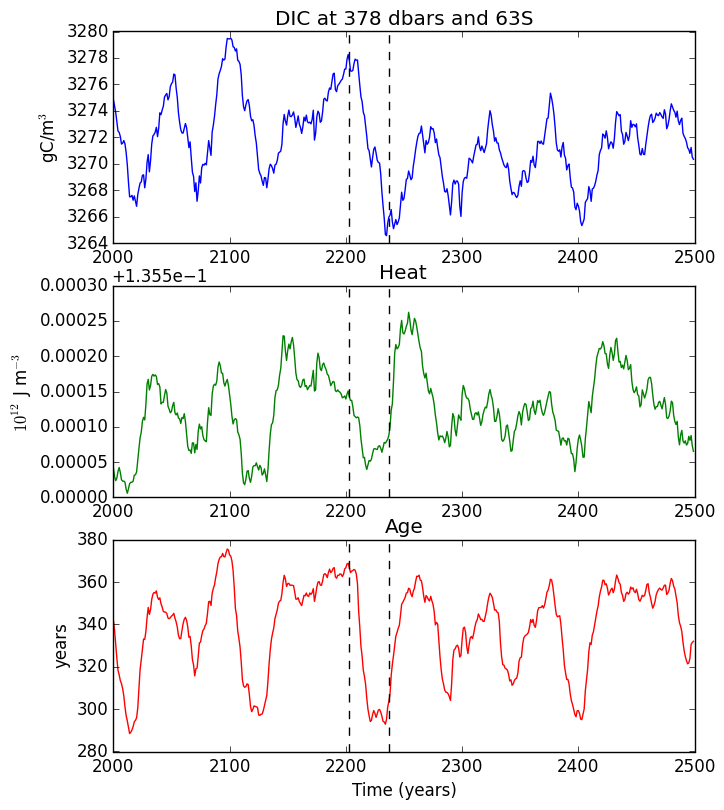 DIC at 378 dbars and 63S
3280
3278
3276
3274
3272
3270
3268
3266
3264
gC/m³
2000 2100 2200 2300 2400 2500
+1.355e−1
Heat
0.00030
0.00025
0.00020
0.00015
0.00010
0.00005
0.00000
10¹² J m⁻³
2000 2100 2200 2300 2400 2500
Age
380
360
340
320
300
280
years
2000 2100 2200 2300 2400 2500
Time (years)